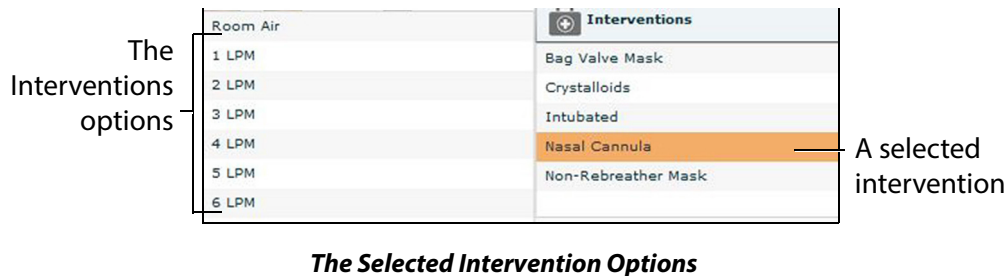 The
Interventions
options
Room Air
1 LPM
2 LPM
3 LPM
4 LPM
5 LPM
6 LPM
Interventions
Bag Valve Mask
Crystalloids
Intubated
Nasal Cannula
Non-Rebreather Mask
A selected
intervention
The Selected Intervention Options